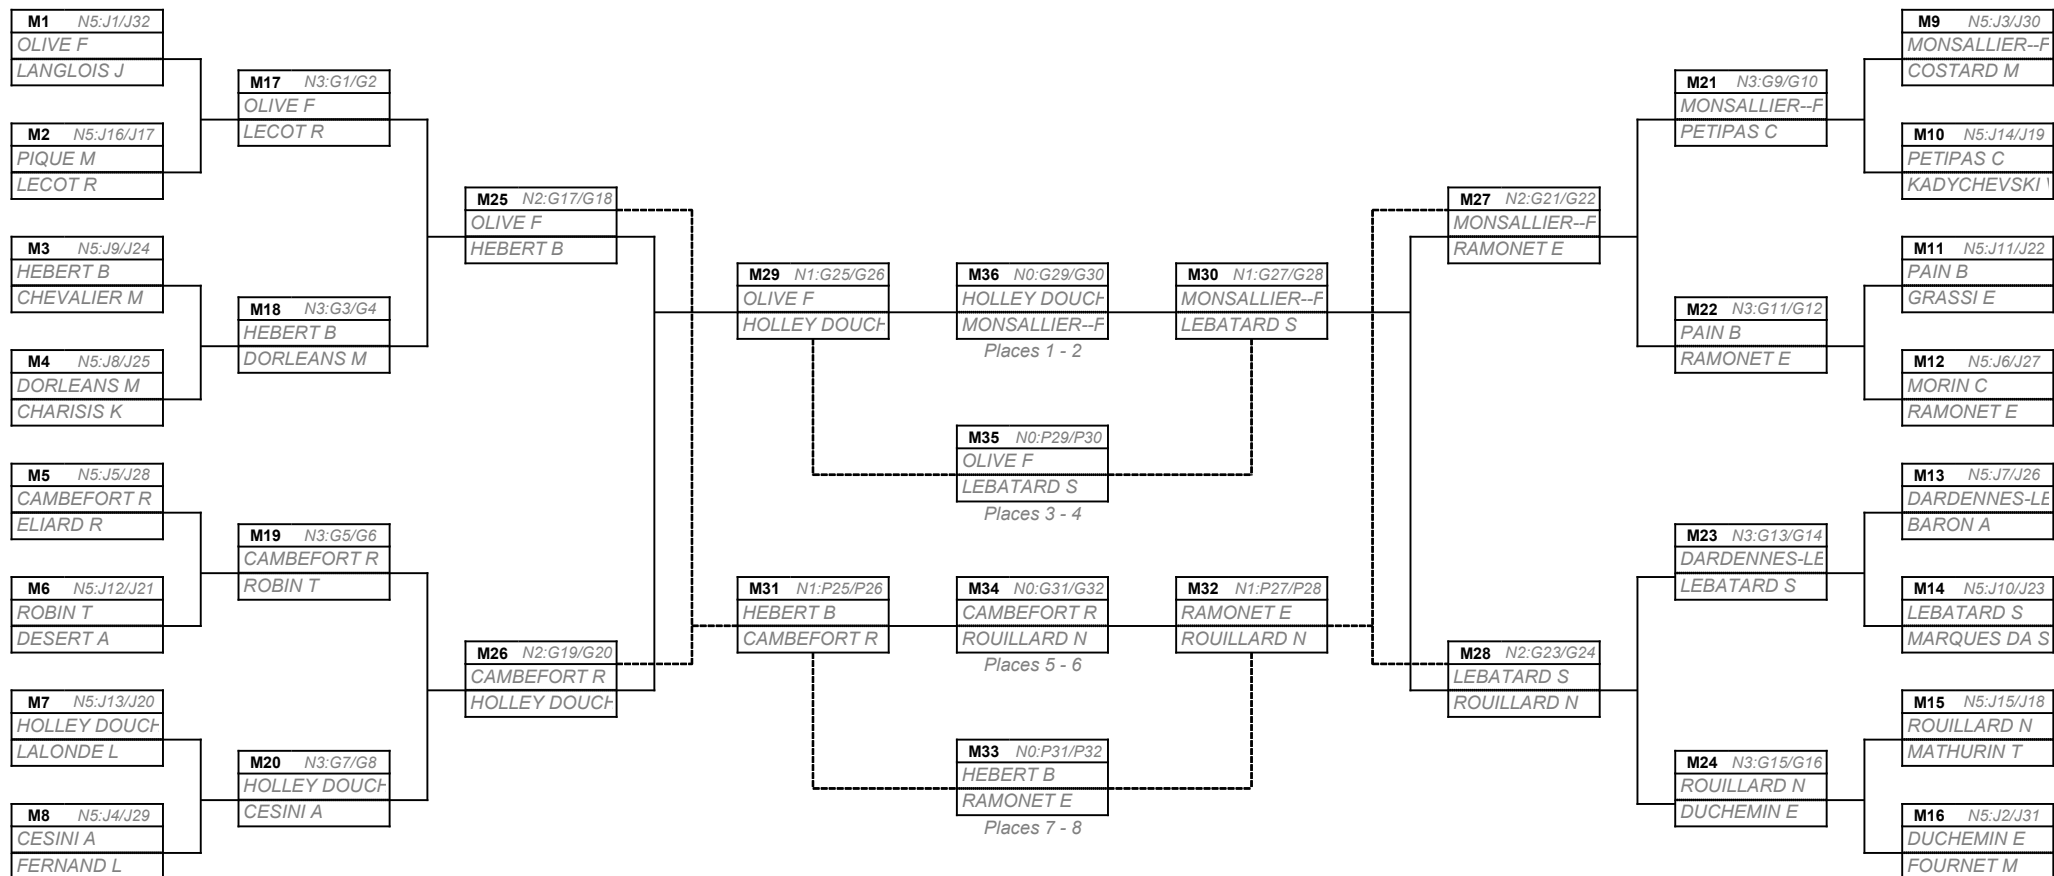 M1 N5:J1/J32
OLIVE F
LANGLOIS J
M2 N5:J16/J17
PIQUE M
LECOT R
M3 N5:J9/J24
HEBERT B
CHEVALIER M
M4 N5:J8/J25
DORLEANS M
CHARISIS K
M5 N5:J5/J28
CAMBEFORT R
ELIARD R
M6 N5:J12/J21
ROBIN T
DESERT A
M7 N5:J13/J20
HOLLEY DOUCH
LALONDE L
M8 N5:J4/J29
CESINI A
FERNAND L
M17 N3:G1/G2
OLIVE F
LECOT R
M18 N3:G3/G4
HEBERT B
DORLEANS M
M19 N3:G5/G6
CAMBEFORT R
ROBIN T
M20 N3:G7/G8
HOLLEY DOUCH
CESINI A
M25 N2:G17/G18
OLIVE F
HEBERT B
M26 N2:G19/G20
CAMBEFORT R
HOLLEY DOUCH
M29 N1:G25/G26
OLIVE F
HOLLEY DOUCH
M31 N1:P25/P26
HEBERT B
CAMBEFORT R
M36 N0:G29/G30
HOLLEY DOUCH
MONSALLIER--F
Places 1 - 2
M35 N0:P29/P30
OLIVE F
LEBATARD S
Places 3 - 4
M34 N0:G31/G32
CAMBEFORT R
ROUILLARD N
Places 5 - 6
M33 N0:P31/P32
HEBERT B
RAMONET E
Places 7 - 8
M30 N1:G27/G28
MONSALLIER--F
LEBATARD S
M32 N1:P27/P28
RAMONET E
ROUILLARD N
M27 N2:G21/G22
MONSALLIER--F
RAMONET E
M28 N2:G23/G24
LEBATARD S
ROUILLARD N
M21 N3:G9/G10
MONSALLIER--F
PETIPAS C
M22 N3:G11/G12
PAIN B
RAMONET E
M23 N3:G13/G14
DARDENNES-LE
LEBATARD S
M24 N3:G15/G16
ROUILLARD N
DUCHEMIN E
M9 N5:J3/J30
MONSALLIER--F
COSTARD M
M10 N5:J14/J19
PETIPAS C
KADYCHEVSKI
M11 N5:J11/J22
PAIN B
GRASSI E
M12 N5:J6/J27
MORIN C
RAMONET E
M13 N5:J7/J26
DARDENNES-LE
BARON A
M14 N5:J10/J23
LEBATARD S
MARQUES DA S
M15 N5:J15/J18
ROUILLARD N
MATHURIN T
M16 N5:J2/J31
DUCHEMIN E
FOURNET M